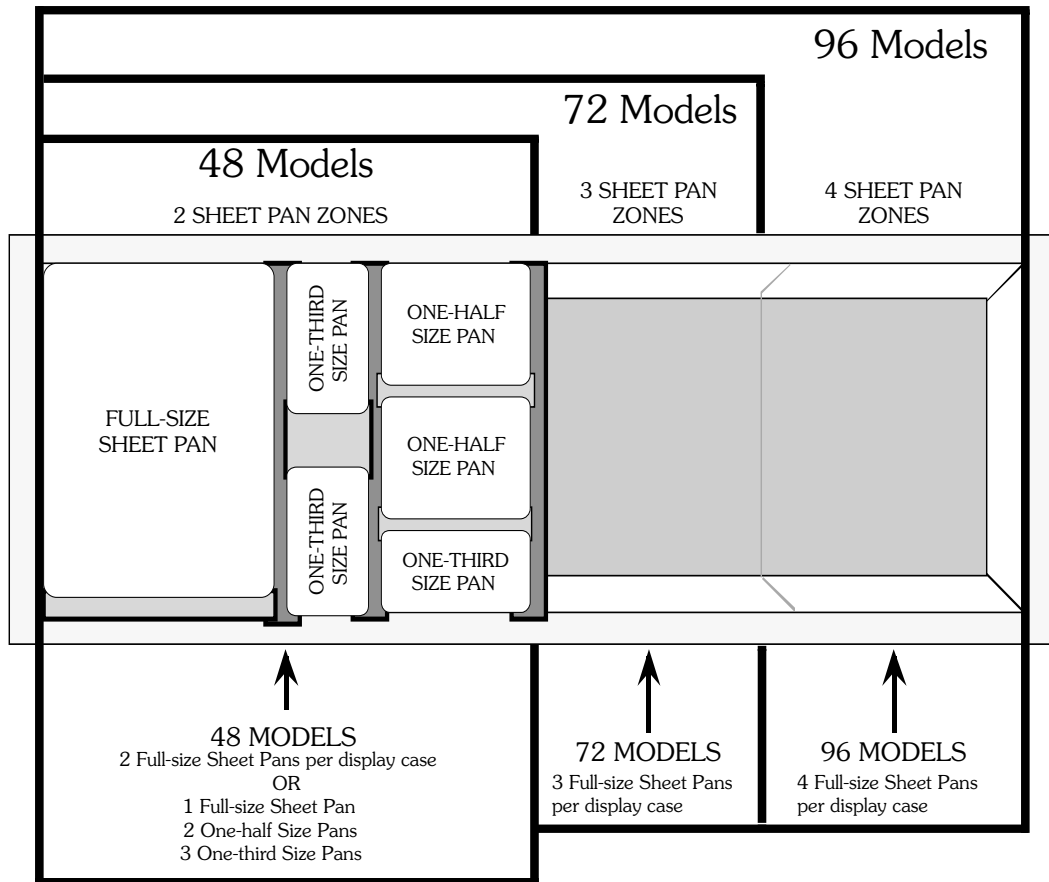 96 Models
72 Models
48 Models
2 SHEET PAN ZONES
3 SHEET PAN
ZONES
4 SHEET PAN
ZONES
FULL-SIZE
SHEET PAN
ONE-THIRD
SIZE PAN
ONE-THIRD
SIZE PAN
ONE-HALF
SIZE PAN
ONE-HALF
SIZE PAN
ONE-THIRD
SIZE PAN
48 MODELS
2 Full-size Sheet Pans per display case
OR
1 Full-size Sheet Pan
2 One-half Size Pans
3 One-third Size Pans
72 MODELS
3 Full-size Sheet Pans
per display case
96 MODELS
4 Full-size Sheet Pans
per display case